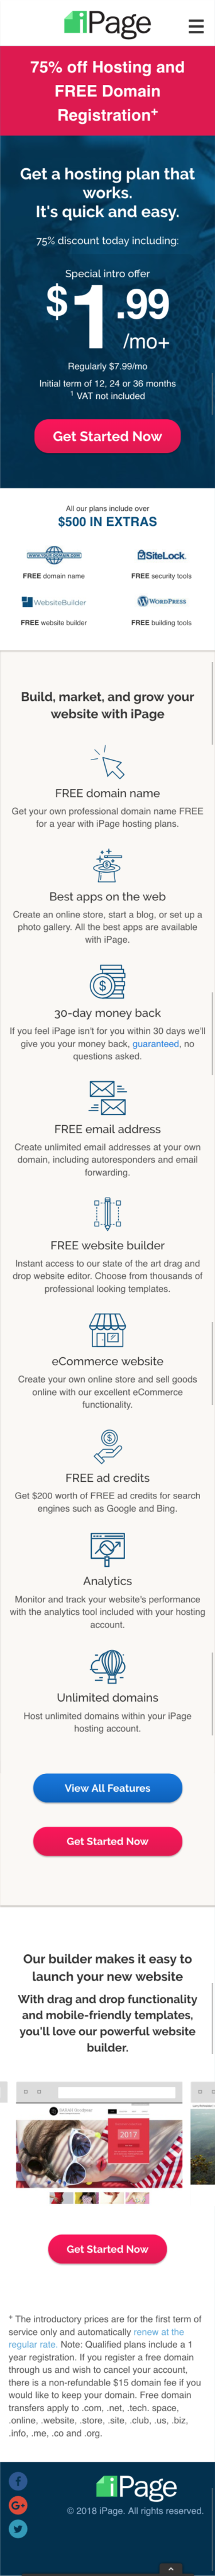 iPage
75% off Hosting and
FREE Domain
Registration+
Get a hosting plan that
works.
It's quick and easy.
75% discount today including:
Special intro offer
$1.99
/mo+
Regularly $7.99/mo
Initial term of 12, 24 or 36 months
¹ VAT not included
Get Started Now
All our plans include over
$500 IN EXTRAS
WWW.YOUR-DOMAIN.COM
SiteLock
FREE domain name
FREE security tools
WebsiteBuilder
WORDPRESS
FREE website builder
FREE building tools
Build, market, and grow your
website with iPage
FREE domain name
Get your own professional domain name FREE
for a year with iPage hosting plans.
Best apps on the web
Create an online store, start a blog, or set up a
photo gallery. All the best apps are available
with iPage.
30-day money back
If you feel iPage isn't for you within 30 days we'll
give you your money back, guaranteed, no
questions asked.
FREE email address
Create unlimited email addresses at your own
domain, including autoresponders and email
forwarding.
FREE website builder
Instant access to our state of the art drag and
drop website editor. Choose from thousands of
professional looking templates.
eCommerce website
Create your own online store and sell goods
online with our excellent eCommerce
functionality.
FREE ad credits
Get $200 worth of FREE ad credits for search
engines such as Google and Bing.
Analytics
Monitor and track your website's performance
with the analytics tool included with your hosting
account.
Unlimited domains
Host unlimited domains within your iPage
hosting account.
View All Features
Get Started Now
Our builder makes it easy to
launch your new website
With drag and drop functionality
and mobile-friendly templates,
you'll love our powerful website
builder.
2017
Get Started Now
* The introductory prices are for the first term of
service only and automatically renew at the
regular rate. Note: Qualified plans include a 1
year registration. If you register a free domain
through us and wish to cancel your account,
there is a non-refundable $15 domain fee if you
would like to keep your domain. Free domain
transfers apply to .com, .net, .tech. space,
.online, .website, .store, .site, .club, .us, .biz,
.info, .me, .co and .org.
iPage
© 2018 iPage. All rights reserved.